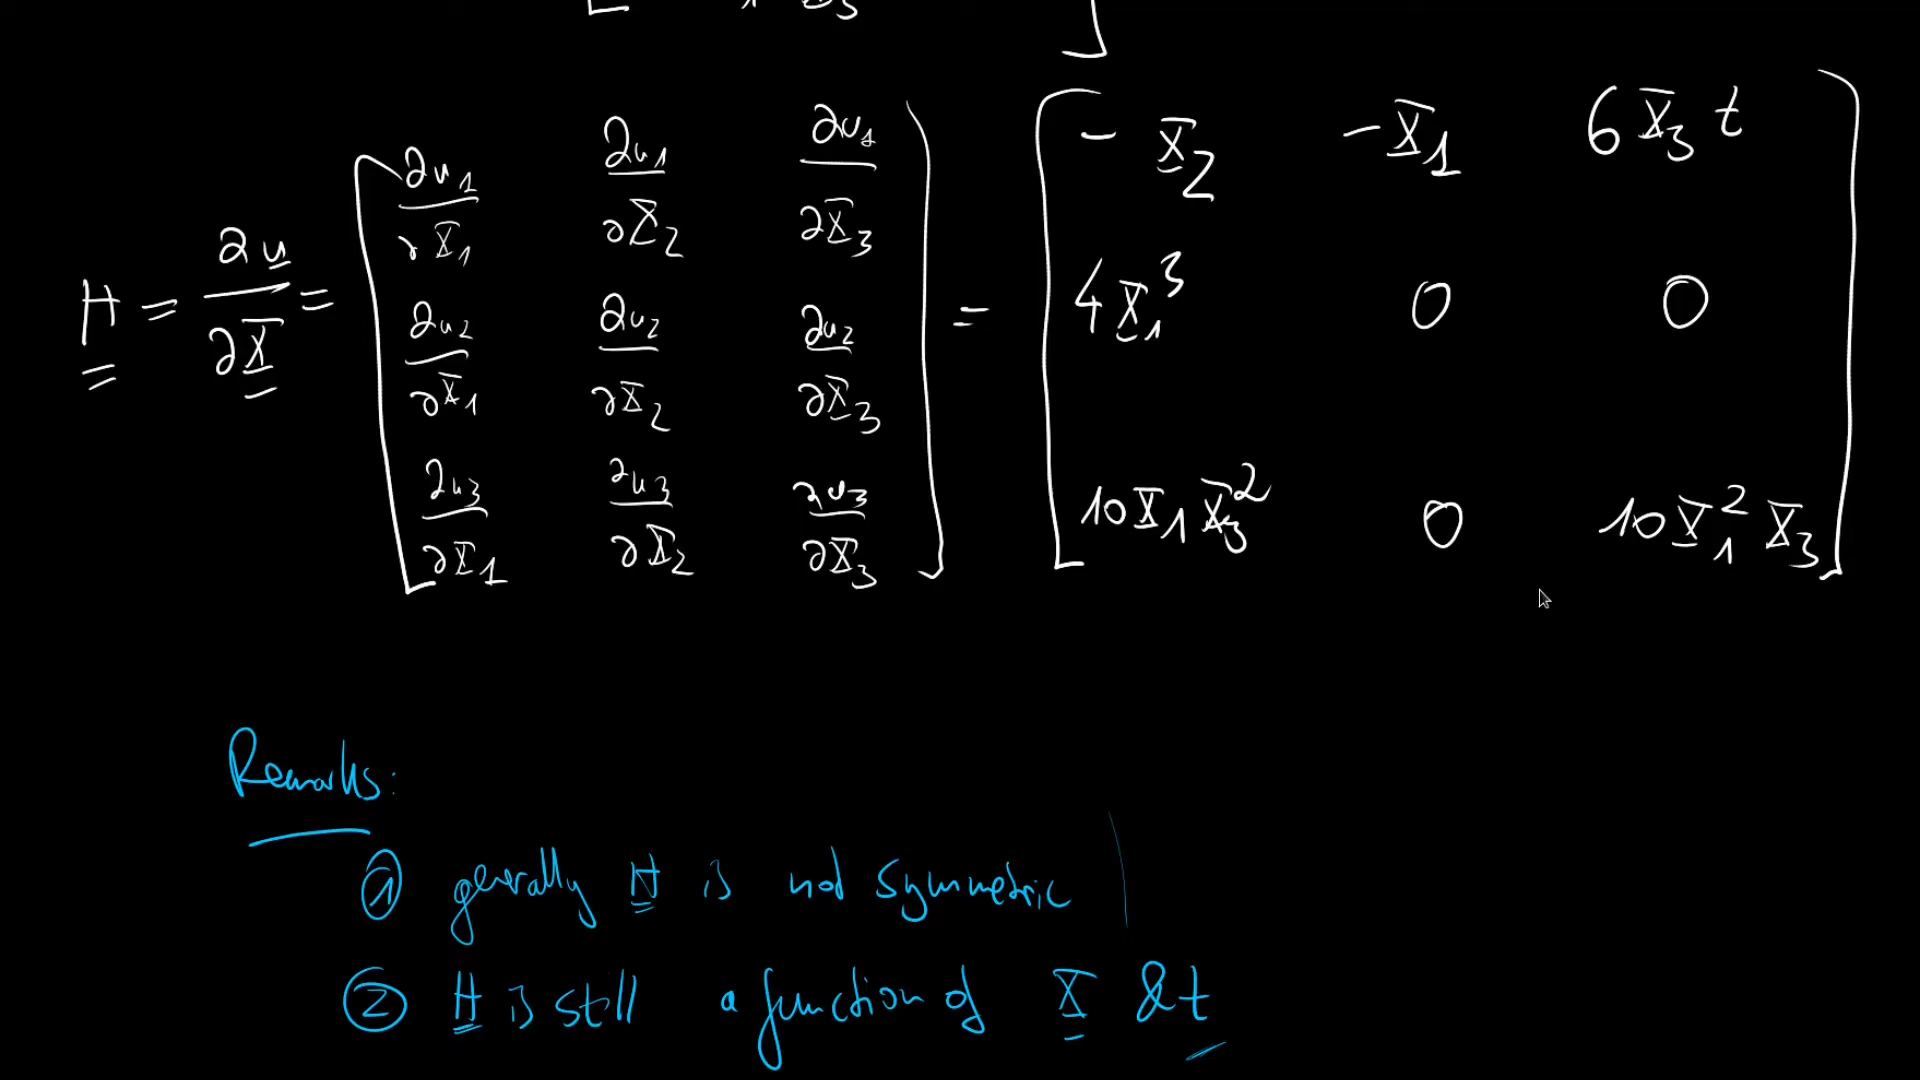 H = ∂u/∂X = [ ∂u1/∂X1 ∂u1/∂X2 ∂u1/∂X3 = [ -X2 -X1 6X3t
∂u2/∂X1 ∂u2/∂X2 ∂u2/∂X3 4X1^3 0 0
∂u3/∂X1 ∂u3/∂X2 ∂u3/∂X3 ] 10X1X3^2 0 10X1^2X3 ]
Remarks:
① generally H is not symmetric
② H is still a function of X & t